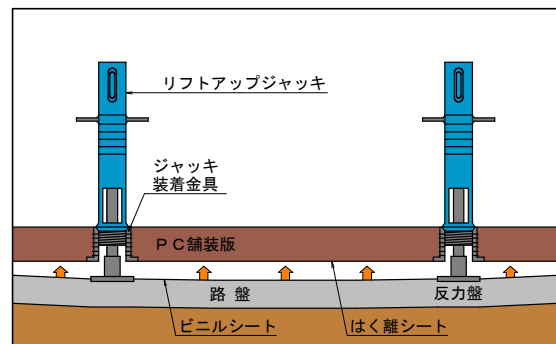 リフトアップジャッキ
ジャッキ
装着金具
ＰＣ舗装版
路 盤
反力盤
ビニルシート
はく離シート